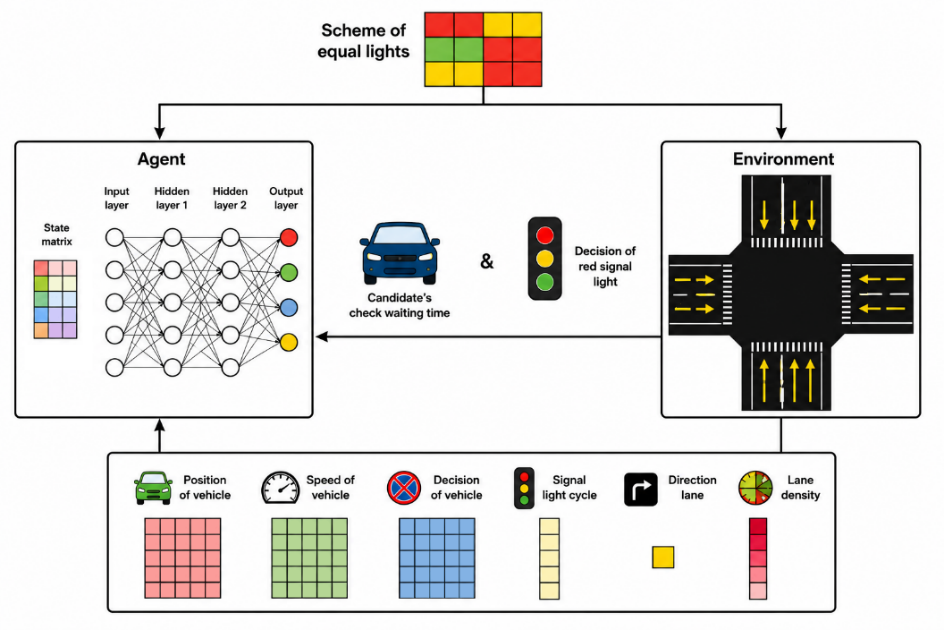 Scheme of
equal lights
Agent
Input
layer
Hidden
layer 1
Hidden
layer 2
Output
layer
State
matrix
Candidate's
check waiting time
&
Decision of
red signal
light
Environment
Position
of vehicle
Speed of
vehicle
Decision
of vehicle
Signal
light cycle
Direction
lane
Lane
density